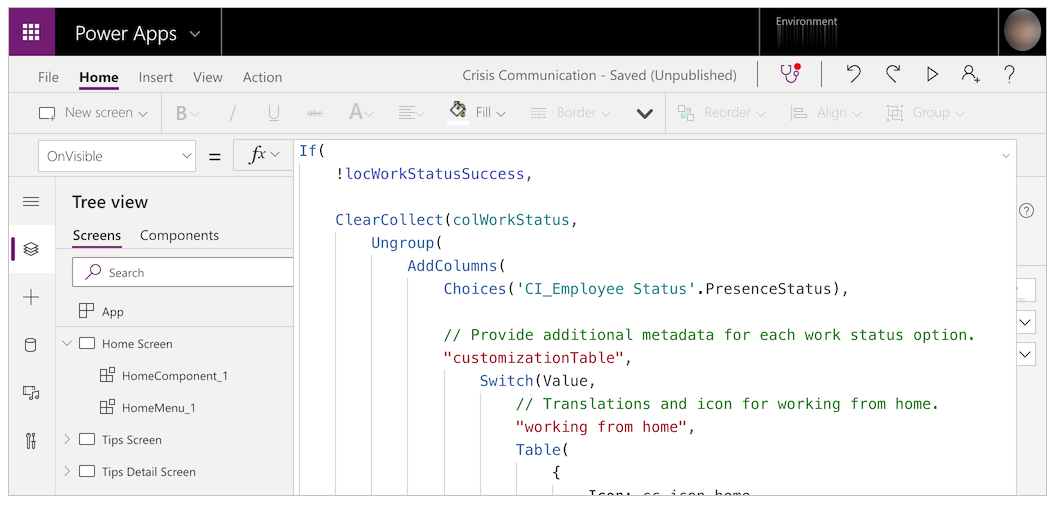 Power Apps
Environment
File Home Insert View Action
Crisis Communication - Saved (Unpublished)
?
New screen B / U abc A Fill Border Reorder Align Group
OnVisible = fx
If(
!locWorkStatusSuccess,
ClearCollect(colWorkStatus,
Ungroup(
AddColumns(
Choices('CI_Employee Status'.PresenceStatus),
// Provide additional metadata for each work status option.
"customizationTable",
Switch(Value,
// Translations and icon for working from home.
"working from home",
Table(
{
Tree view
Screens Components
Search
App
Home Screen
HomeComponent_1
HomeMenu_1
Tips Screen
Tips Detail Screen
?